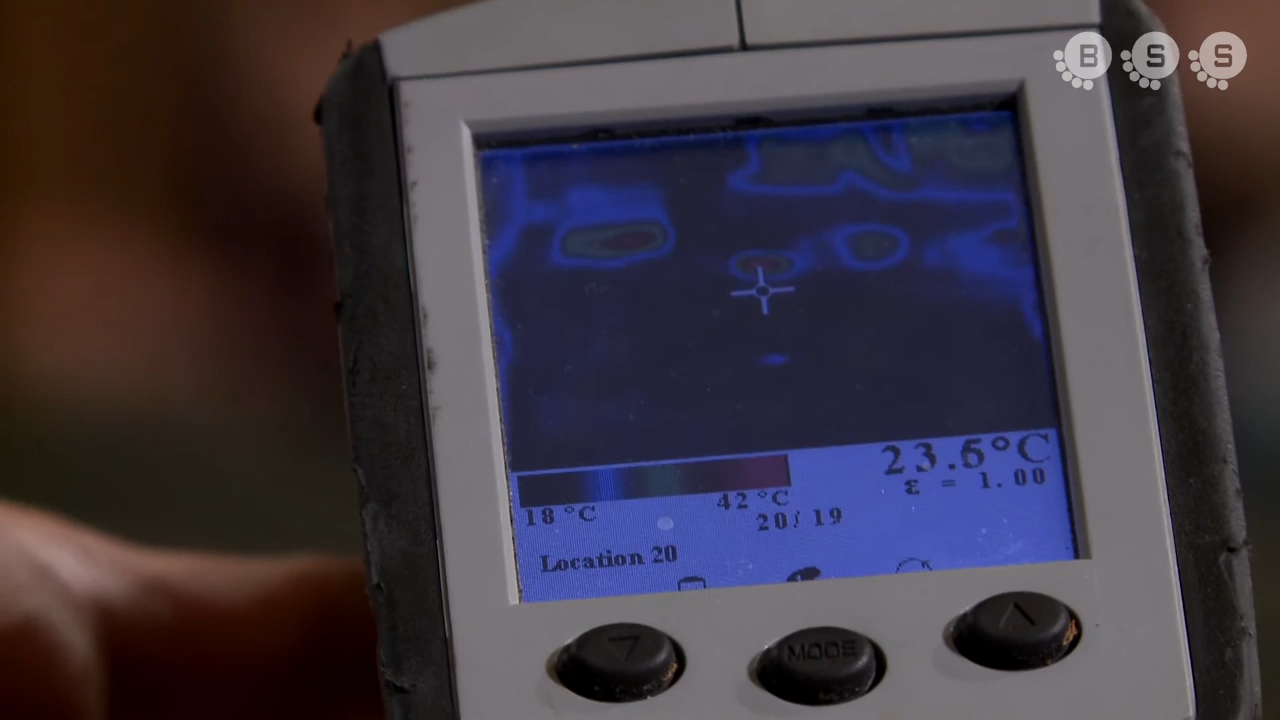 B S S
23.6°C
ε = 1.00
18°C
42°C
20/ 19
Location 20
MODE